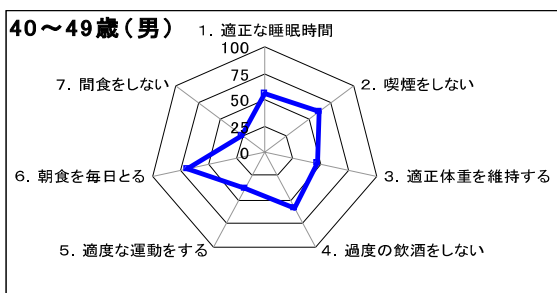 40～49歳（男）
1. 適正な睡眠時間
100
75
50
25
0
2. 喫煙をしない
3. 適正体重を維持する
4. 過度の飲酒をしない
5. 適度な運動をする
6. 朝食を毎日とる
7. 間食をしない